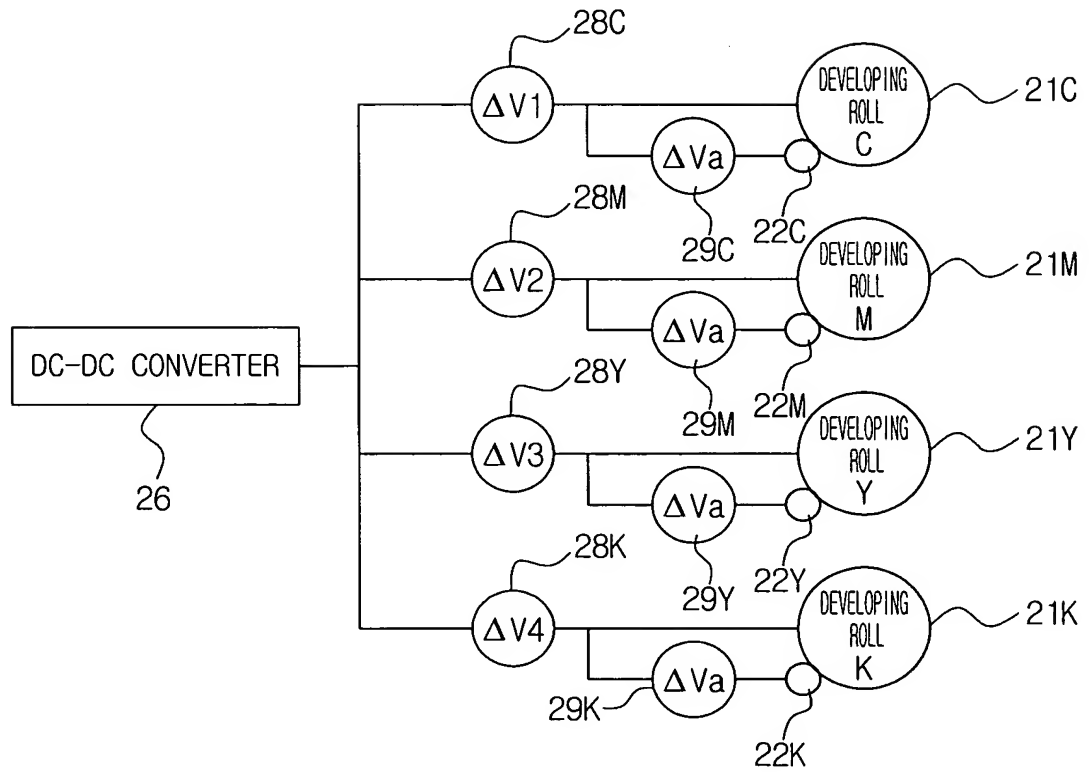 28C
ΔV1
DEVELOPING
ROLL
C
21C
ΔVa
29C
22C
28M
ΔV2
DEVELOPING
ROLL
M
21M
ΔVa
29M
22M
DC-DC CONVERTER
26
28Y
ΔV3
DEVELOPING
ROLL
Y
21Y
ΔVa
29Y
22Y
28K
ΔV4
DEVELOPING
ROLL
K
21K
ΔVa
29K
22K